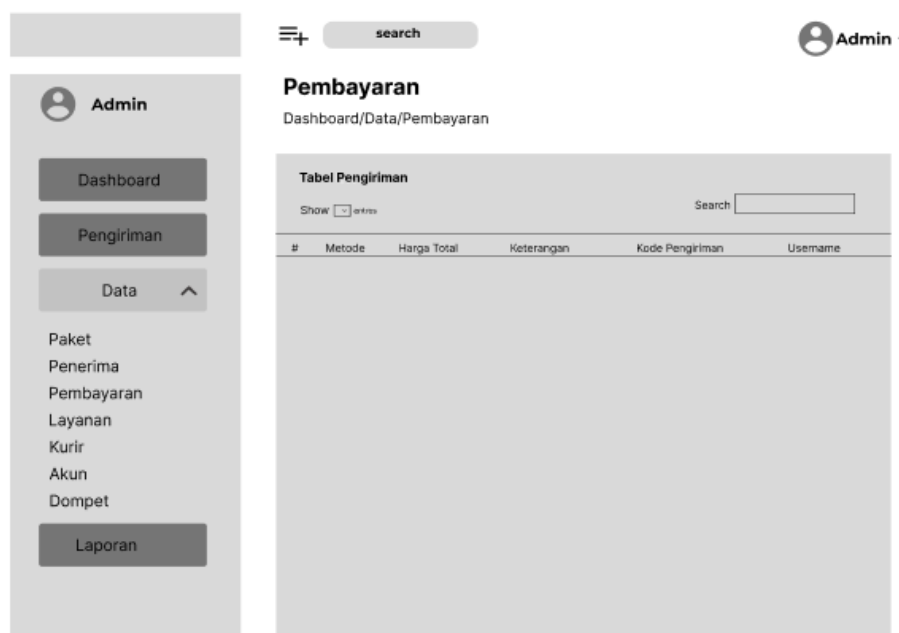 search
Admin
Admin
Pembayaran
Dashboard/Data/Pembayaran
Dashboard
Pengiriman
Data
Paket
Penerima
Pembayaran
Layanan
Kurir
Akun
Dompet
Laporan
Tabel Pengiriman
Show entres
Search
# Metode Harga Total Keterangan Kode Pengiriman Username